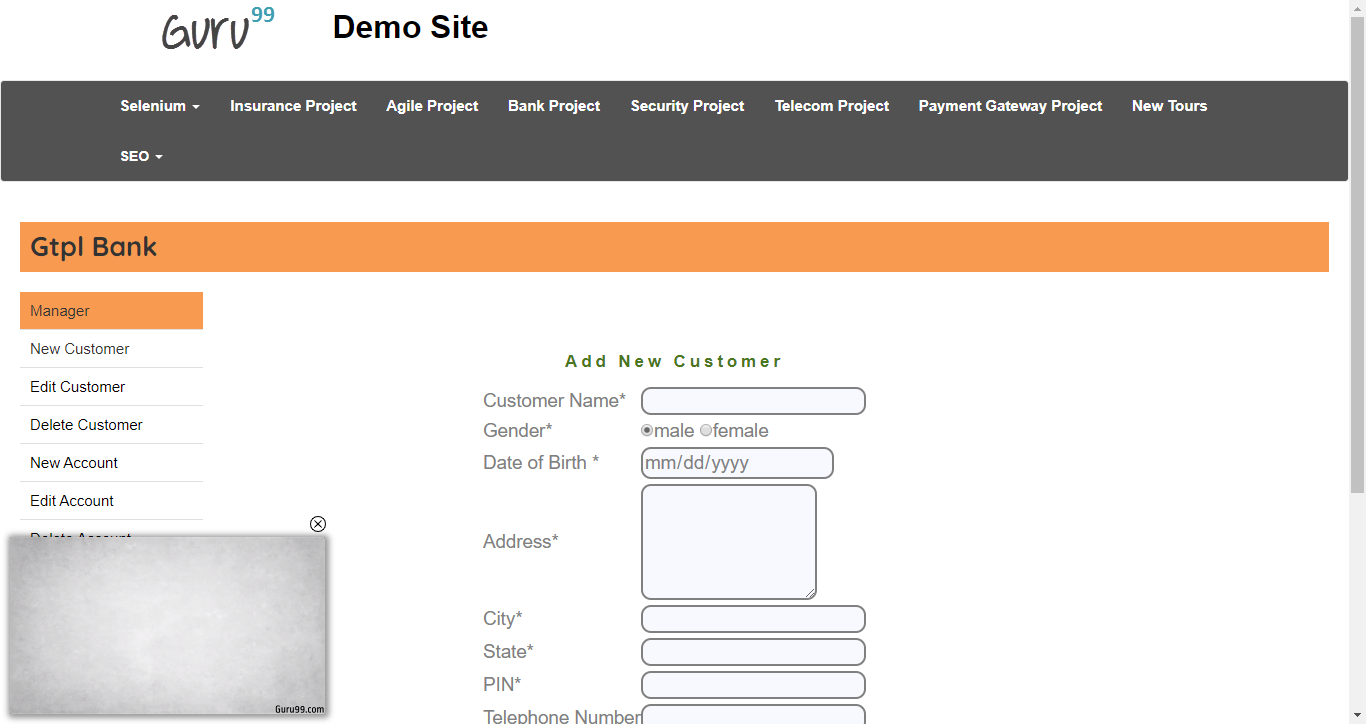 Guru99
Demo Site
Selenium Insurance Project Agile Project Bank Project Security Project Telecom Project Payment Gateway Project New Tours
SEO
Gtpl Bank
Manager
New Customer
Edit Customer
Delete Customer
New Account
Edit Account
Delete Account
Add New Customer
Customer Name*
Gender* male female
Date of Birth * mm/dd/yyyy
Address*
City*
State*
PIN*
Telephone Number
Guru99.com